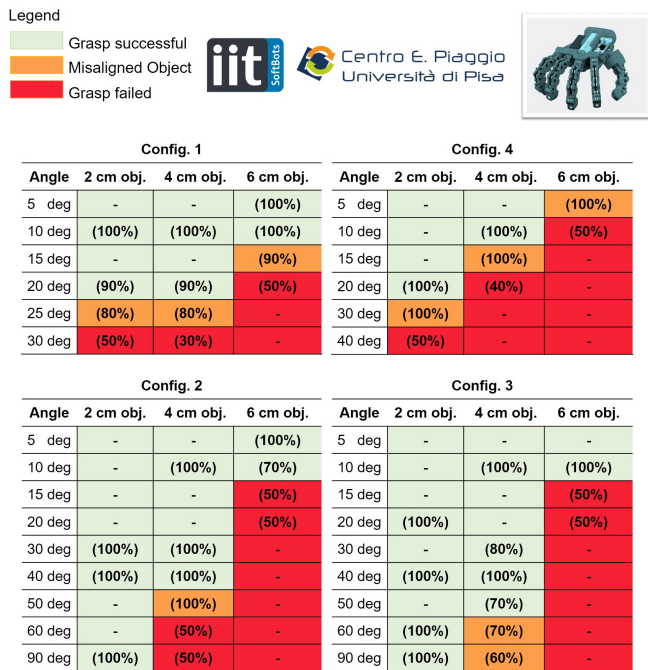 Legend
Grasp successful
Misaligned Object
Grasp failed
iit SoftBots
Centro E. Piaggio
Università di Pisa
Config. 1
Angle 2 cm obj. 4 cm obj. 6 cm obj.
5 deg - - (100%)
10 deg (100%) (100%) (100%)
15 deg - - (90%)
20 deg (90%) (90%) (50%)
25 deg (80%) (80%) -
30 deg (50%) (30%) -
Config. 4
Angle 2 cm obj. 4 cm obj. 6 cm obj.
5 deg - - (100%)
10 deg - (100%) (50%)
15 deg - (100%) -
20 deg (100%) (40%) -
30 deg (100%) - -
40 deg (50%) - -
Config. 2
Angle 2 cm obj. 4 cm obj. 6 cm obj.
5 deg - - (100%)
10 deg - (100%) (70%)
15 deg - - (50%)
20 deg - - (50%)
30 deg (100%) (100%) -
40 deg (100%) (100%) -
50 deg - (100%) -
60 deg - (50%) -
90 deg (100%) (50%) -
Config. 3
Angle 2 cm obj. 4 cm obj. 6 cm obj.
5 deg - - -
10 deg - (100%) (100%)
15 deg - - (50%)
20 deg (100%) - (50%)
30 deg - (80%) -
40 deg (100%) (100%) -
50 deg - (70%) -
60 deg (100%) (70%) -
90 deg (100%) (60%) -